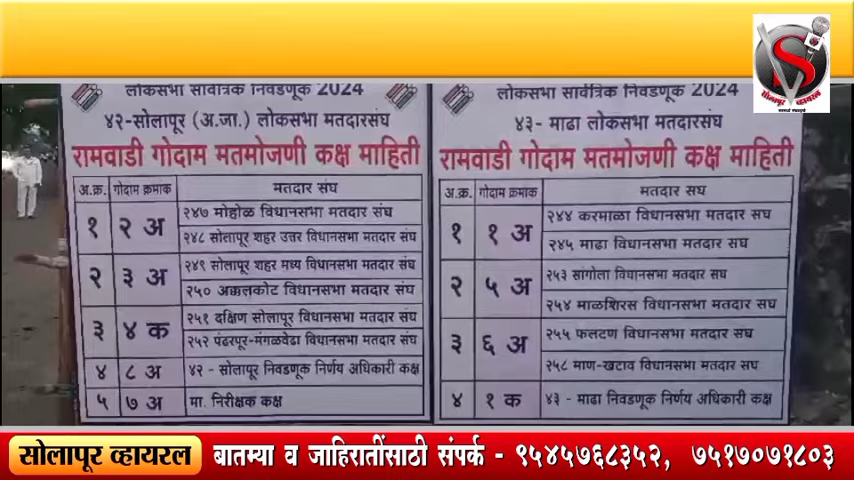 लोकसभा सार्वत्रिक निवडणूक 2024
४२-सोलापूर (अ.जा.) लोकसभा मतदारसंघ
रामवाडी गोदाम मतमोजणी कक्ष माहिती
अ.क्र. गोदाम क्रमाक मतदार संघ
१ २ अ २४७ मोहोळ विधानसभा मतदार संघ
२४८ सोलापूर शहर उत्तर विधानसभा मतदार संघ
२ ३ अ २४९ सोलापूर शहर मध्य विधानसभा मतदार संघ
२५० अक्कलकोट विधानसभा मतदार संघ
३ ४ क २५१ दक्षिण सोलापूर विधानसभा मतदार संघ
२५२ पंढरपूर-मंगळवेढा विधानसभा मतदार संघ
४ ८ अ ४२ - सोलापूर निवडणूक निर्णय अधिकारी कक्ष
५ ७ अ मा. निरीक्षक कक्ष
लोकसभा सार्वत्रिक निवडणूक 2024
४३- माढा लोकसभा मतदारसंघ
रामवाडी गोदाम मतमोजणी कक्ष माहिती
अ.क्र. गोदाम क्रमाक मतदार संघ
१ १ अ २४४ करमाळा विधानसभा मतदार संघ
२४५ माढा विधानसभा मतदार संघ
२ ५ अ २५३ सांगोला विधानसभा मतदार संघ
२५४ माळशिरस विधानसभा मतदार संघ
३ ६ अ २५५ फलटण विधानसभा मतदार संघ
२५८ माण-खटाव विधानसभा मतदार संघ
४ १ क ४३ - माढा निवडणूक निर्णय अधिकारी कक्ष
VS
सोलापूर व्हायरल
सोलापूर व्हायरल बातम्या व जाहिरातींसाठी संपर्क - ९५४५७६८३५२, ७५१७०७१८०३